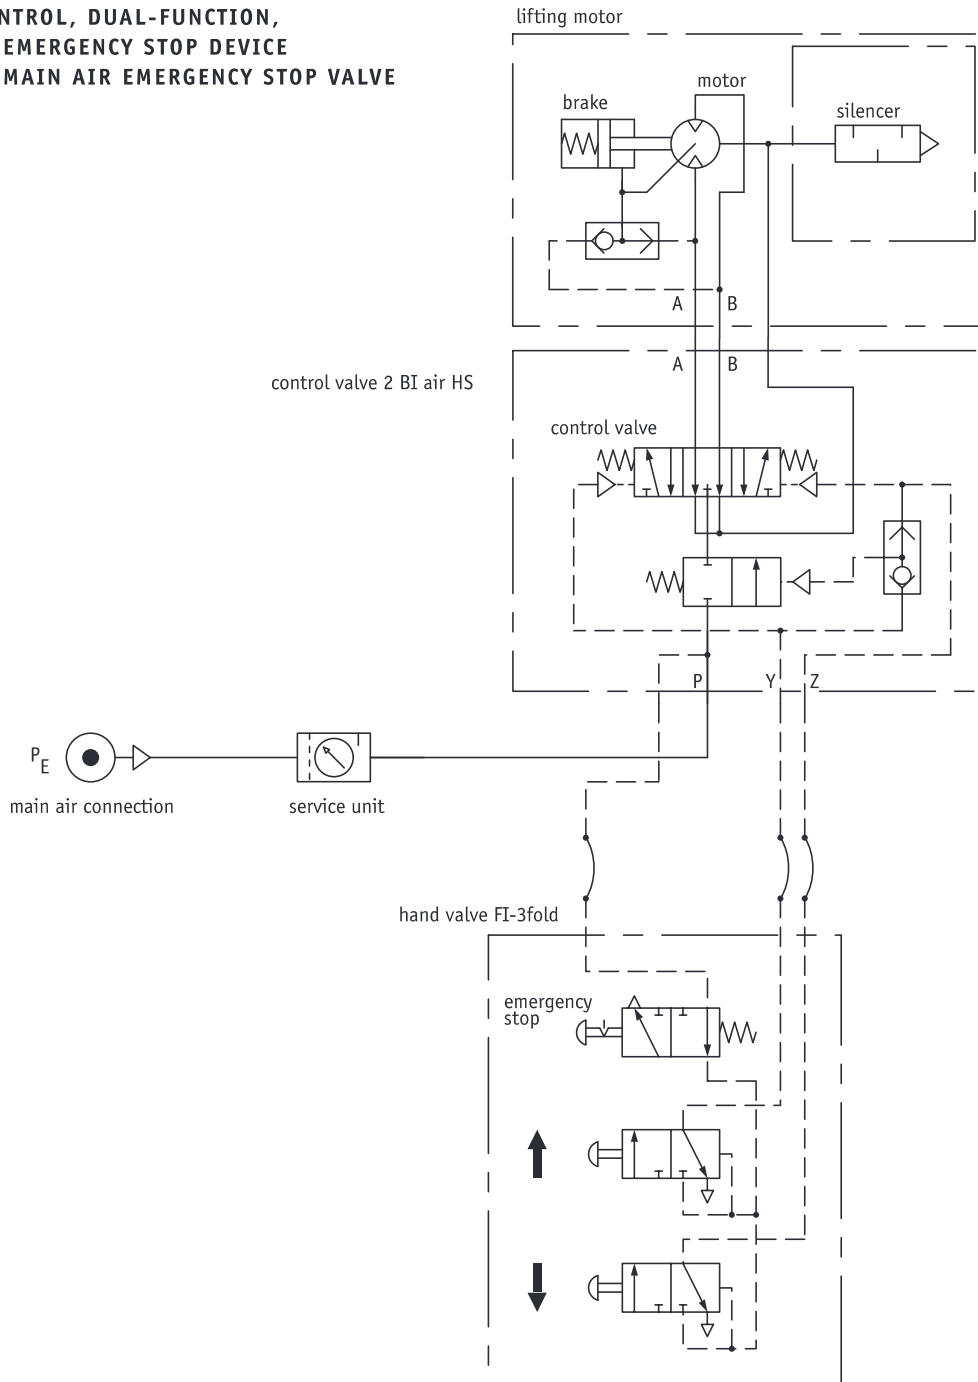 NTROL, DUAL-FUNCTION,
EMERGENCY STOP DEVICE
MAIN AIR EMERGENCY STOP VALVE
lifting motor
motor
brake
silencer
A B
A B
control valve 2 BI air HS
control valve
P Y Z
PE
main air connection
service unit
hand valve FI-3fold
emergency
stop